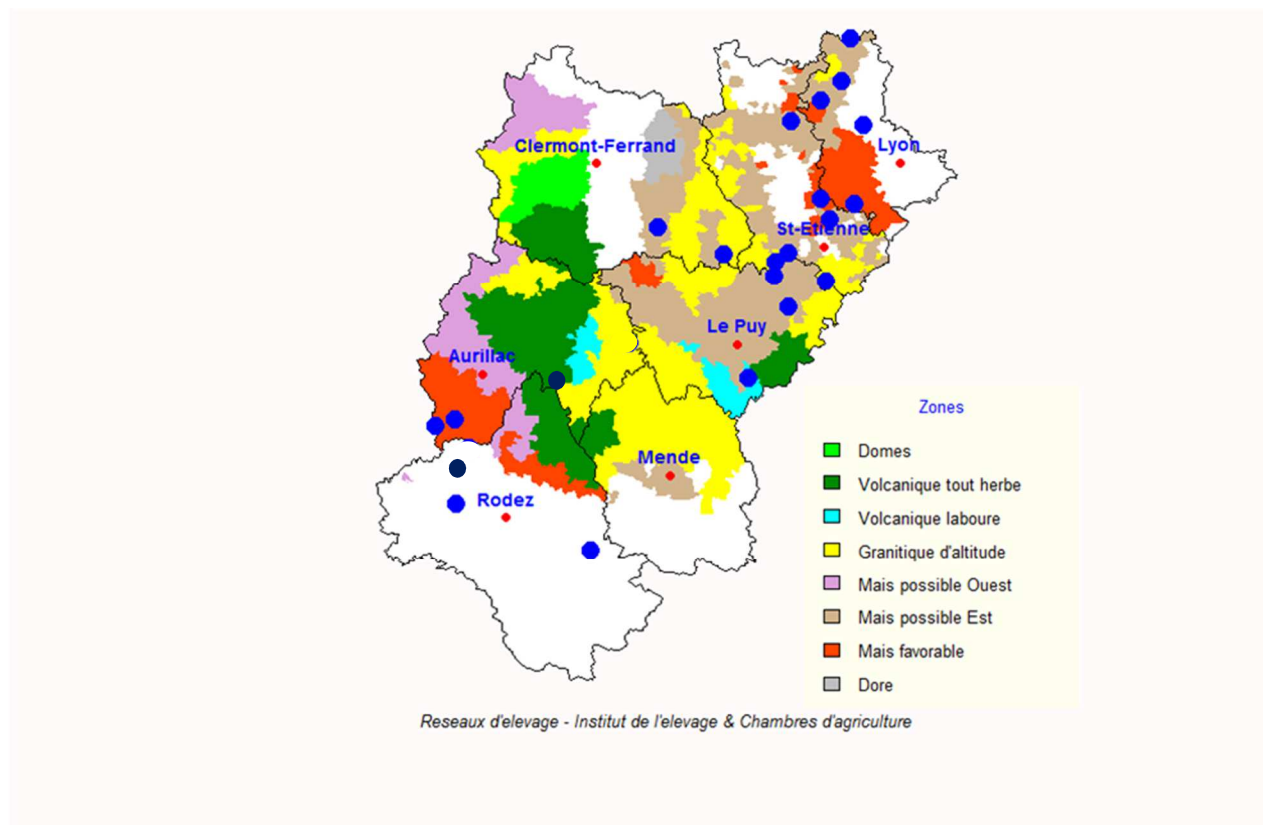 Clermont-Ferrand
Lyon
St-Etienne
Le Puy
Aurillac
Mende
Rodez
Zones
Domes
Volcanique tout herbe
Volcanique laboure
Granitique d'altitude
Mais possible Ouest
Mais possible Est
Mais favorable
Dore
Reseaux d'elevage - Institut de l'elevage & Chambres d'agriculture